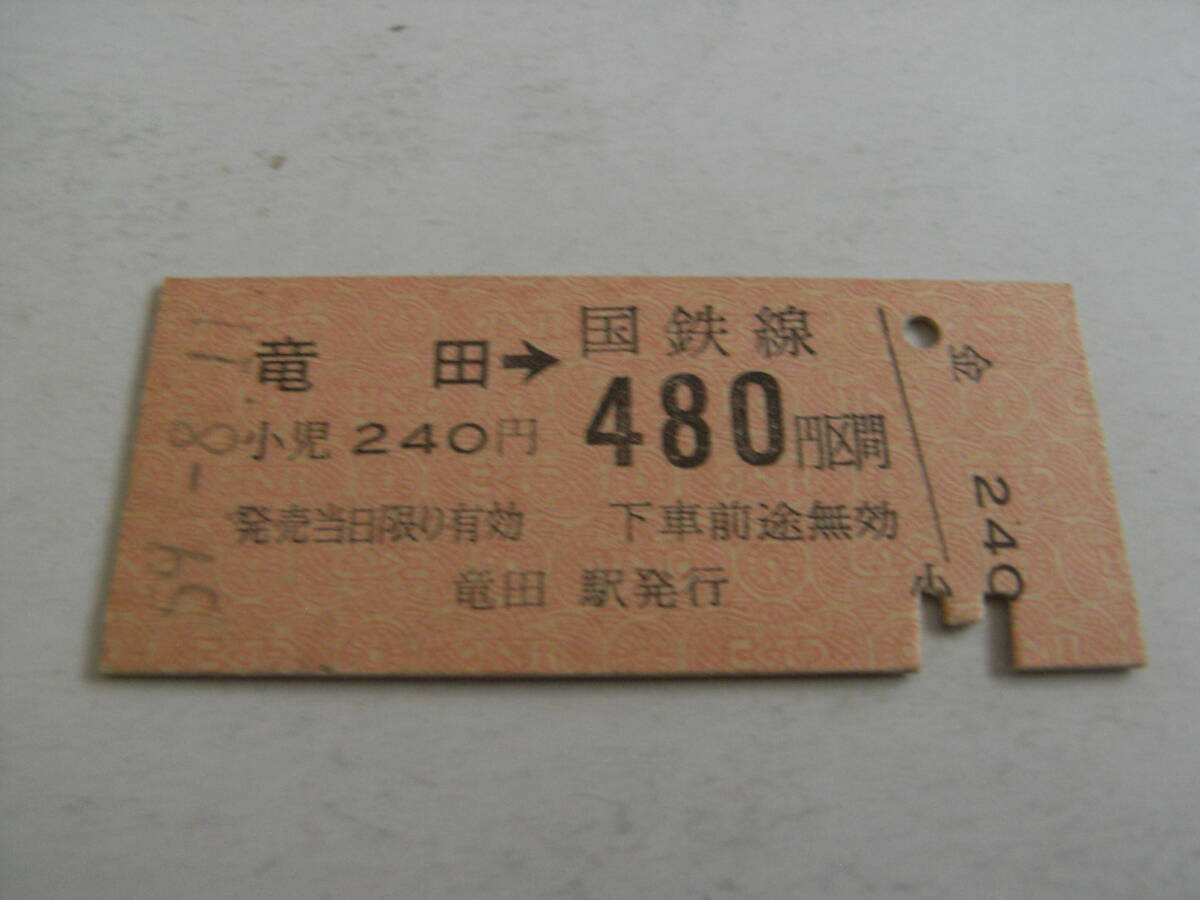 59-8.11
竜田➔国鉄線
480円区間
小児 240円
発売当日限り有効 下車前途無効
竜田 駅発行
金
240
小